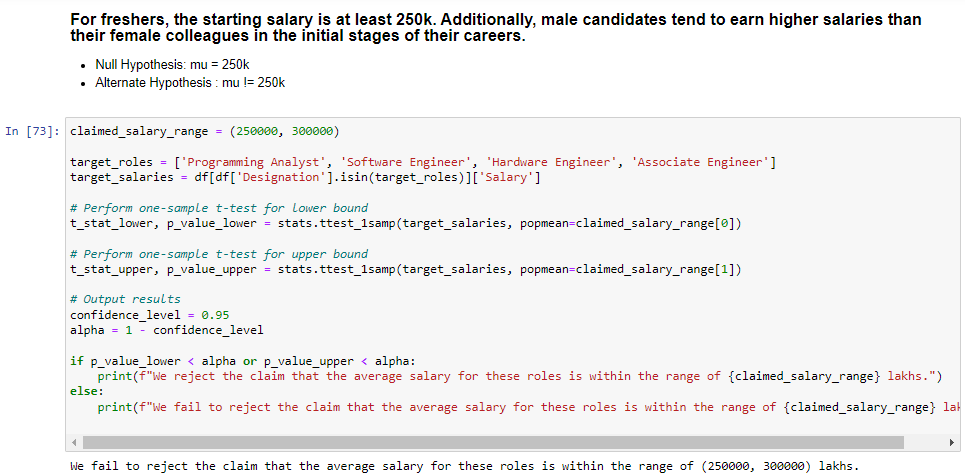 For freshers, the starting salary is at least 250k. Additionally, male candidates tend to earn higher salaries than
their female colleagues in the initial stages of their careers.
• Null Hypothesis: mu = 250k
• Alternate Hypothesis : mu != 250k
In [73]: claimed_salary_range = (250000, 300000)
target_roles = ['Programming Analyst', 'Software Engineer', 'Hardware Engineer', 'Associate Engineer']
target_salaries = df[df['Designation'].isin(target_roles)]['Salary']
# Perform one-sample t-test for lower bound
t_stat_lower, p_value_lower = stats.ttest_1samp(target_salaries, popmean=claimed_salary_range[0])
# Perform one-sample t-test for upper bound
t_stat_upper, p_value_upper = stats.ttest_1samp(target_salaries, popmean=claimed_salary_range[1])
# Output results
confidence_level = 0.95
alpha = 1 - confidence_level
if p_value_lower < alpha or p_value_upper < alpha:
print(f"We reject the claim that the average salary for these roles is within the range of {claimed_salary_range} lakhs.")
else:
print(f"We fail to reject the claim that the average salary for these roles is within the range of {claimed_salary_range}
We fail to reject the claim that the average salary for these roles is within the range of (250000, 300000) lakhs.